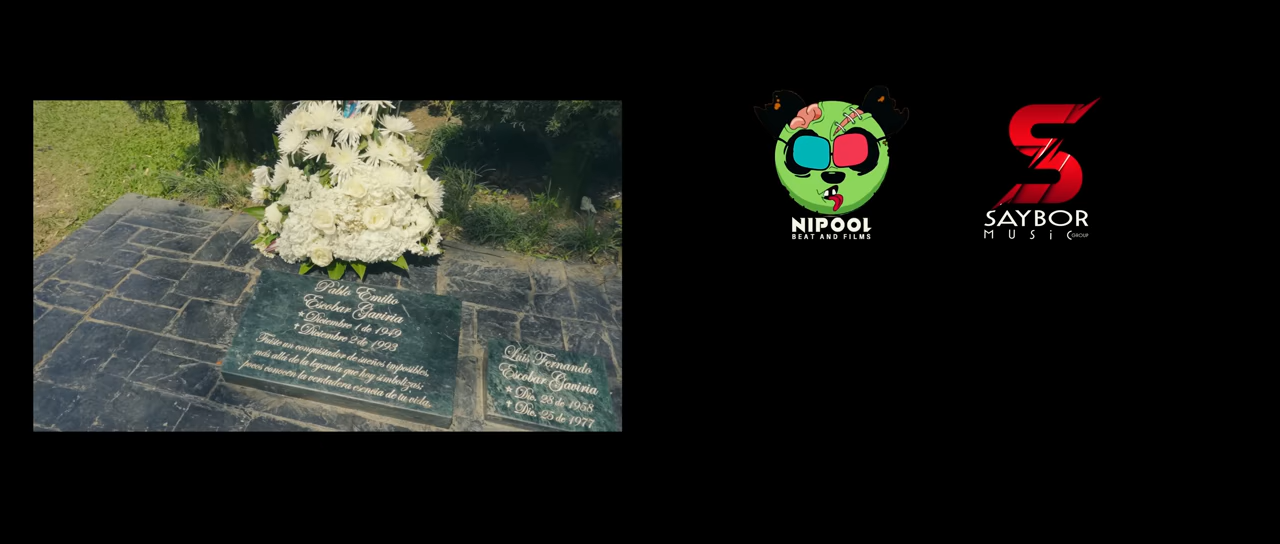 Pablo Emilio
Escobar Gaviria
★ Diciembre 1 de 1949
✝ Diciembre 2 de 1993
Fuiste un conquistador de sueños imposibles,
más allá de la leyenda que hoy simbolizas;
pocos conocen la verdadera esencia de tu vida.
Luis Fernando
Escobar Gaviria
★ Dic. 28 de 1958
✝ Dic. 25 de 1977
NIPOOL
BEAT AND FILMS
SAYBOR
MUSiC GROUP